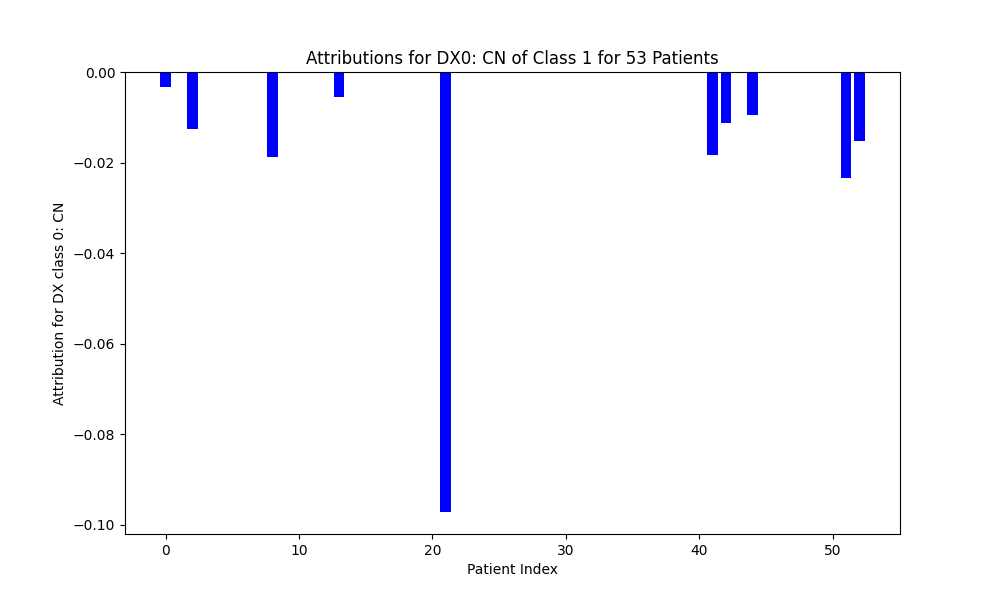 Attributions for DX0: CN of Class 1 for 53 Patients
Attribution for DX class 0: CN
0.00
−0.02
−0.04
−0.06
−0.08
−0.10
0 10 20 30 40 50
Patient Index